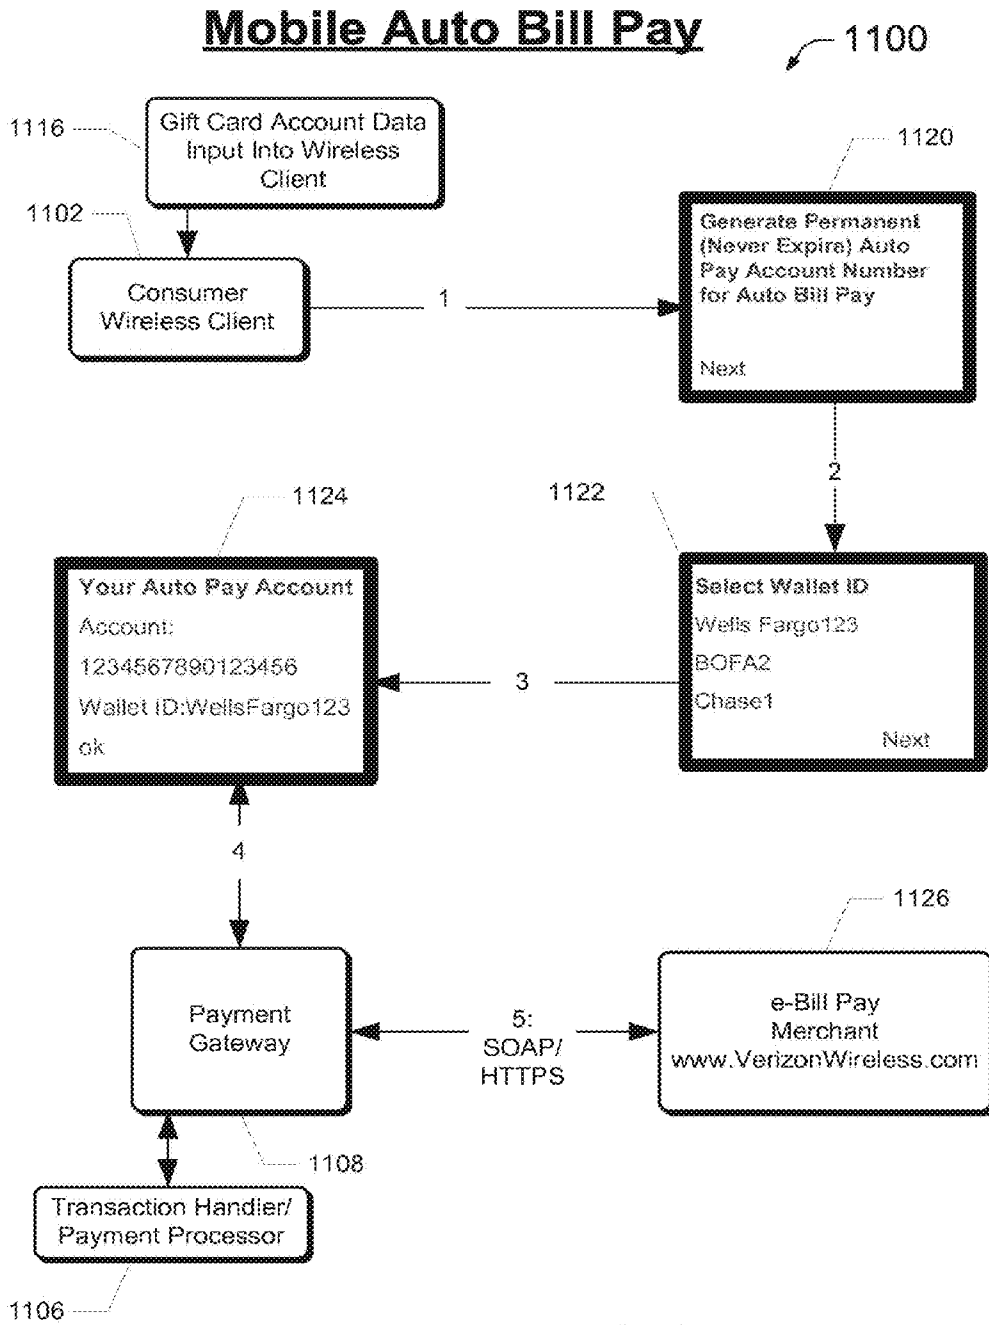 Mobile Auto Bill Pay
1100
1116
Gift Card Account Data
Input Into Wireless
Client
1120
1102
Generate Permanent
(Never Expire) Auto
Pay Account Number
for Auto Bill Pay
Next
Consumer
Wireless Client
1
2
1124
1122
Your Auto Pay Account
Account:
1234567890123456
Wallet ID:WellsFargo123
ok
Select Wallet ID
Wells Fargo123
BOFA2
Chase1
Next
3
4
1126
Payment
Gateway
5:
SOAP/
HTTPS
e-Bill Pay
Merchant
www.VerizonWireless.com
1108
Transaction Handler/
Payment Processor
1106